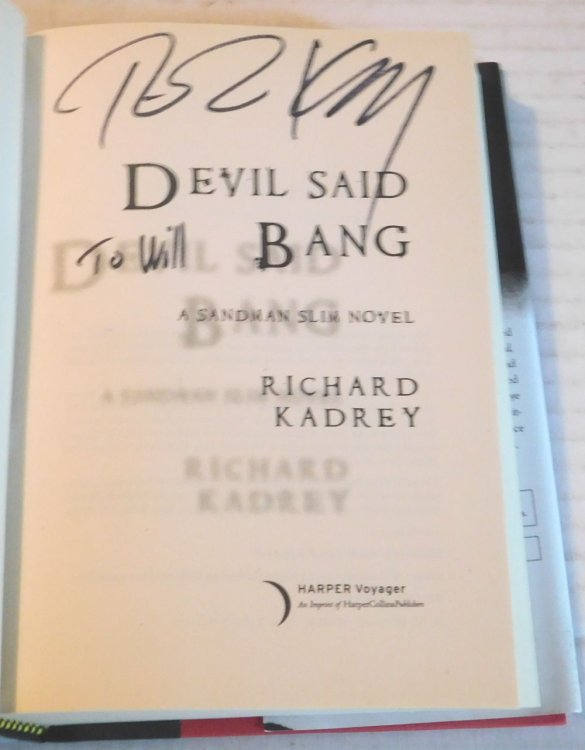 DEVIL SAID
BANG
To Will
A SANDMAN SLIM NOVEL
RICHARD
KADREY
HARPER Voyager
An Imprint of HarperCollinsPublishers